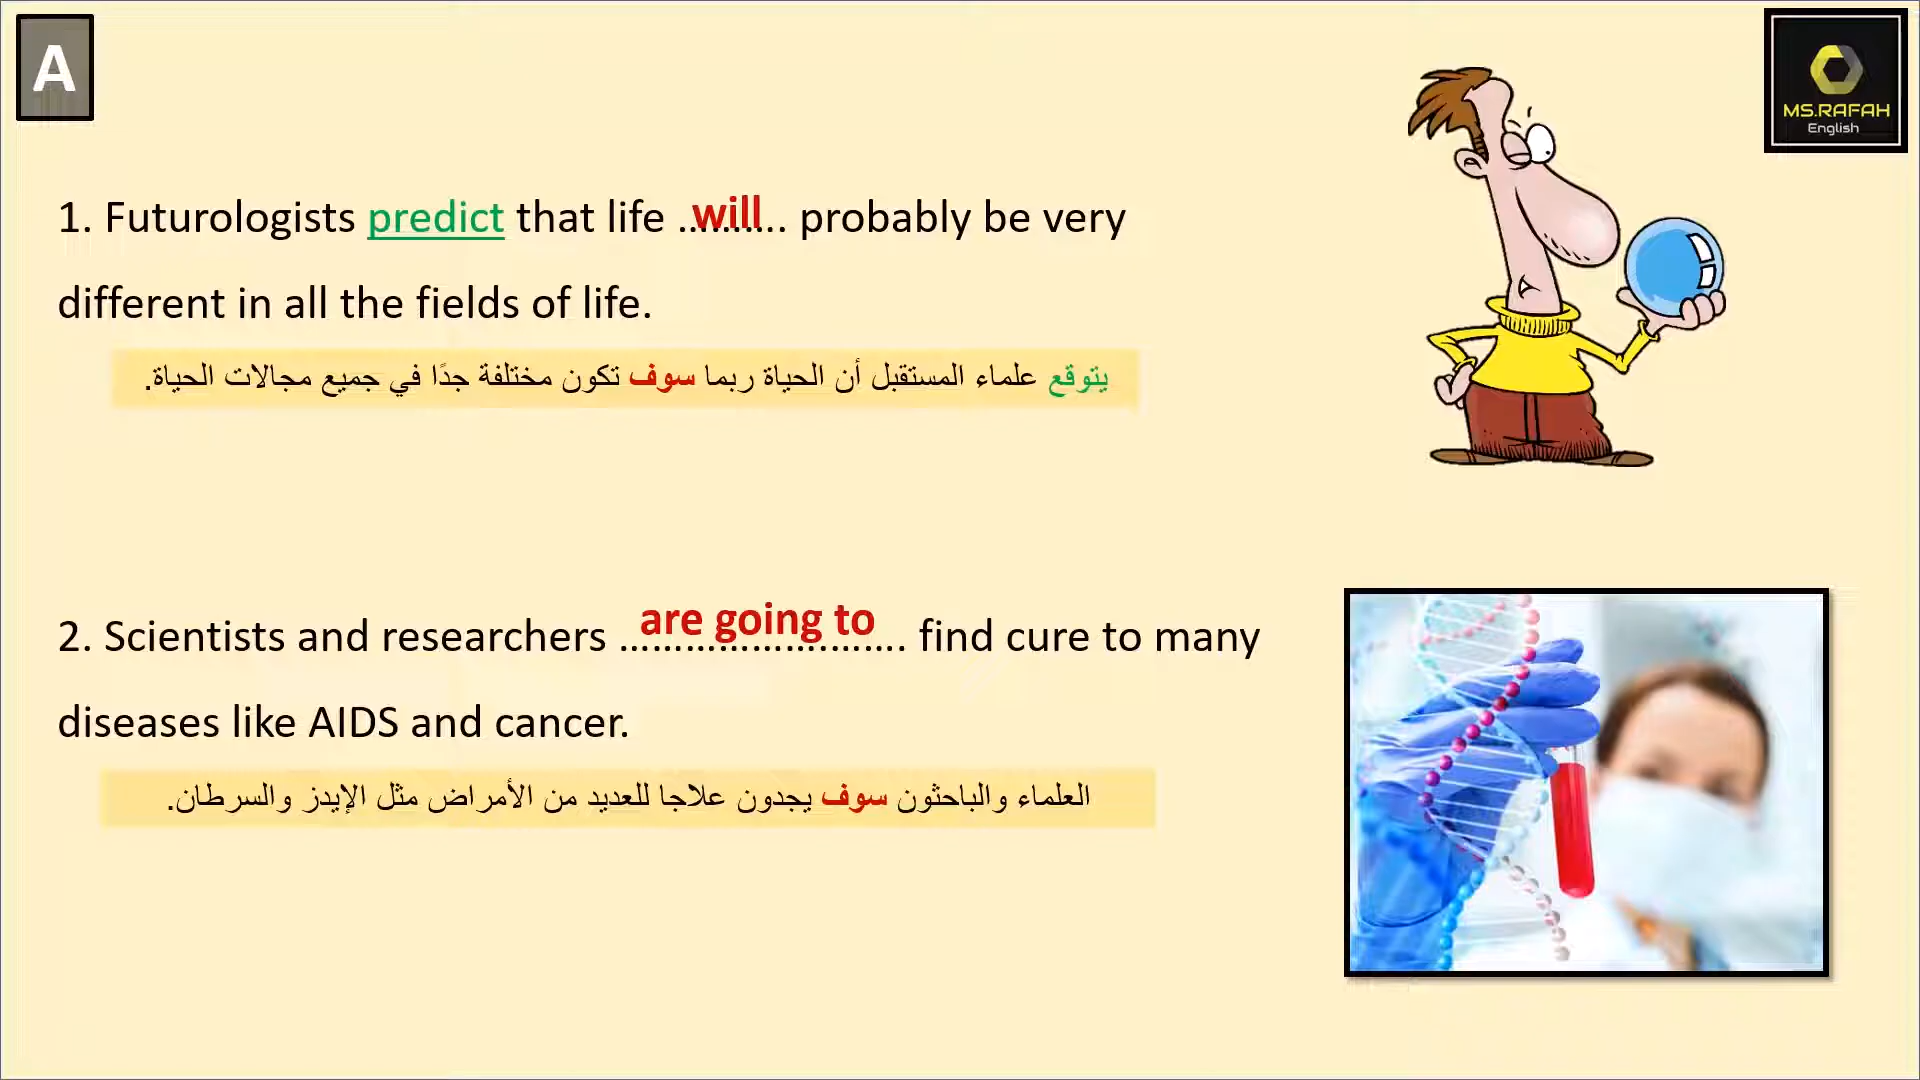 A
MS.RAFAH
English
1. Futurologists predict that life ...will... probably be very
different in all the fields of life.
يتوقع علماء المستقبل أن الحياة ربما سوف تكون مختلفة جدًا في جميع مجالات الحياة.
2. Scientists and researchers ...are going to... find cure to many
diseases like AIDS and cancer.
العلماء والباحثون سوف يجدون علاجا للعديد من الأمراض مثل الإيدز والسرطان.